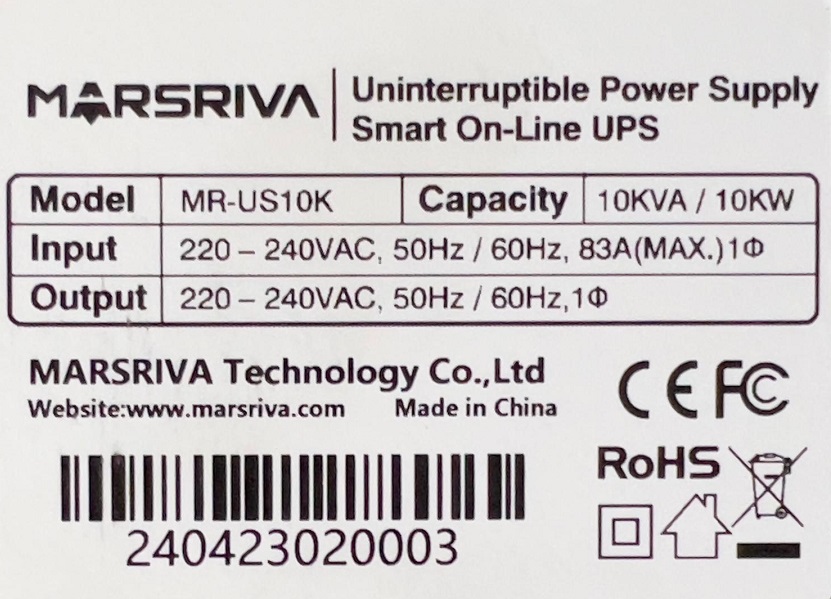 MARSRIVA
Uninterruptible Power Supply
Smart On-Line UPS
Model MR-US10K Capacity 10KVA / 10KW
Input 220 – 240VAC, 50Hz / 60Hz, 83A(MAX.)1Φ
Output 220 – 240VAC, 50Hz / 60Hz,1Φ
MARSRIVA Technology Co.,Ltd
Website:www.marsriva.com Made in China
CE FC
RoHS
240423020003